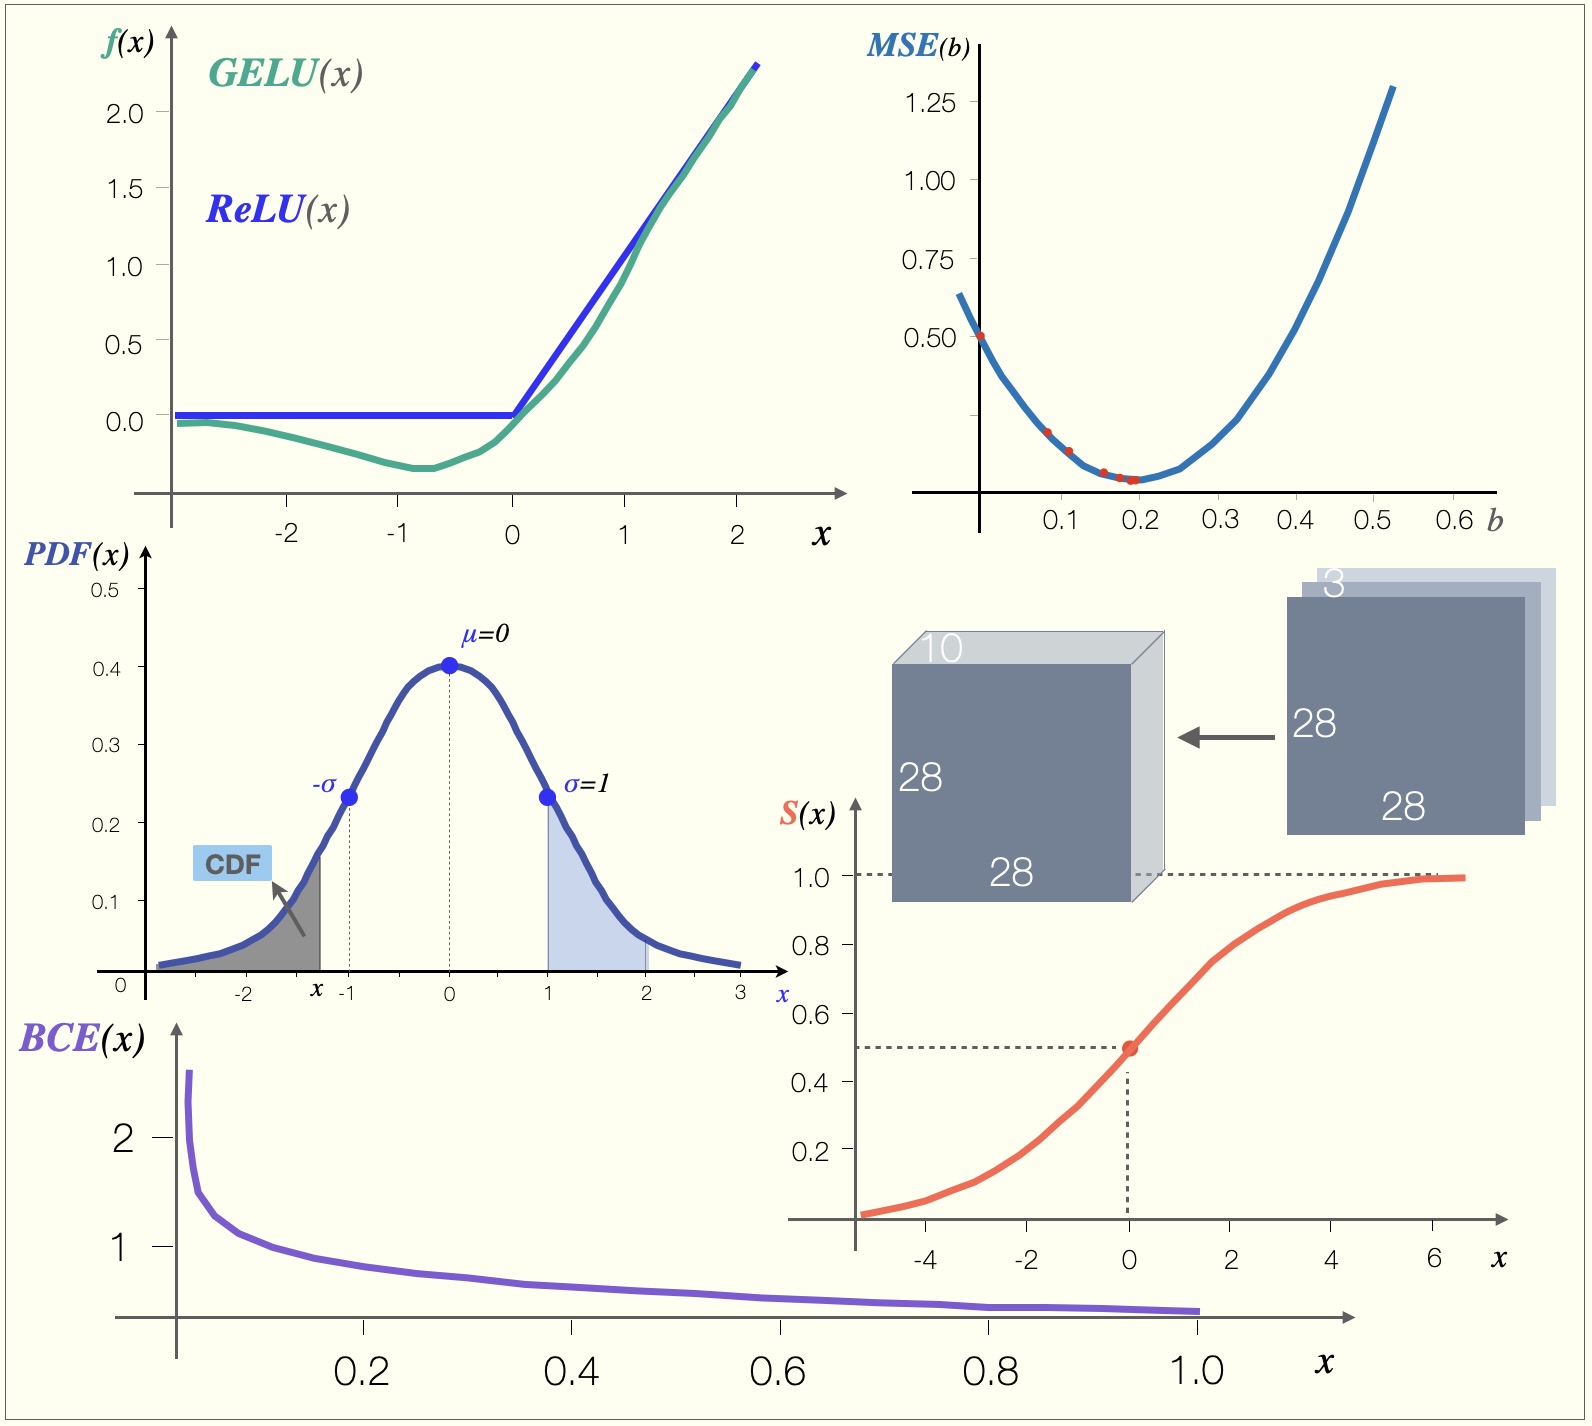 f(x)
GELU(x)
2.0
1.5
ReLU(x)
1.0
0.5
0.0
-2 -1 0 1 2 x
MSE(b)
1.25
1.00
0.75
0.50
0.1 0.2 0.3 0.4 0.5 0.6 b
PDF(x)
0.5
μ=0
0.4
0.3
-σ σ=1
0.2
CDF
0.1
0 -2 x -1 0 1 2 3 x
10
28
28
3
28
28
S(x)
1.0
0.8
0.6
0.4
0.2
-4 -2 0 2 4 6 x
BCE(x)
2
1
0.2 0.4 0.6 0.8 1.0 x